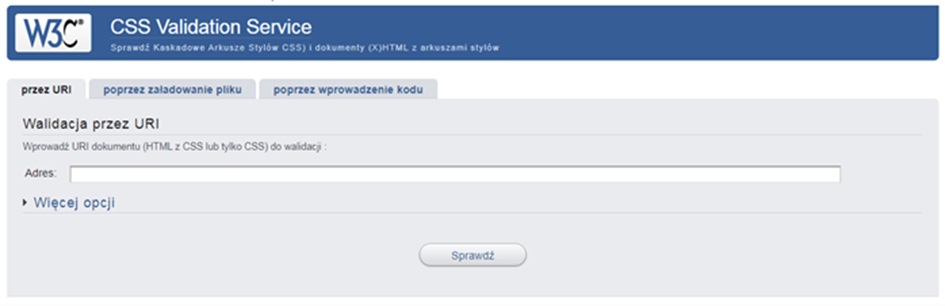 W3C® CSS Validation Service
Sprawdź Kaskadowe Arkusze Stylów CSS) i dokumenty (X)HTML z arkuszami stylów
przez URI poprzez załadowanie pliku poprzez wprowadzenie kodu
Walidacja przez URI
Wprowadź URI dokumentu (HTML z CSS lub tylko CSS) do walidacji :
Adres:
Więcej opcji
Sprawdź